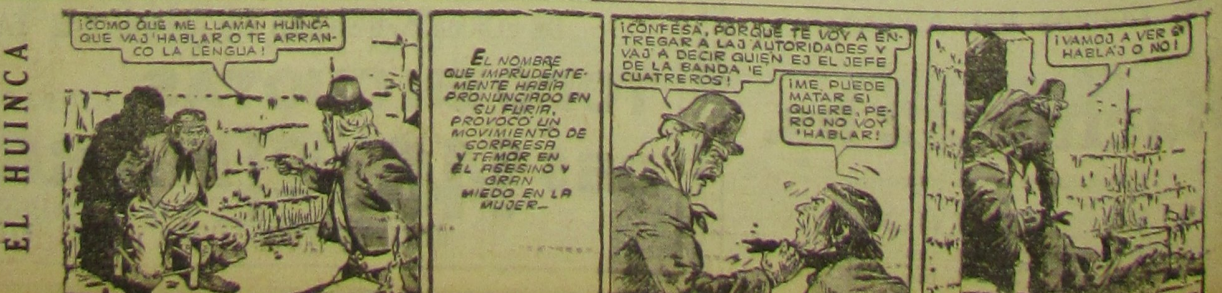 EL HUINCA
¡COMO QUE ME LLAMAN HUINCA
QUE VAJ 'HABLAR O TE ARRAN-
CO LA LENGUA!
EL NOMBRE
QUE IMPRUDENTE-
MENTE HABIA
PRONUNCIADO EN
SU FURIA,
PROVOCO UN
MOVIMIENTO DE
SORPRESA
Y TEMOR EN
EL ASESINO Y
GRAN
MIEDO EN LA
MUJER—
¡CONFESA, PORQUE TE VOY A EN-
TREGAR A LAJ AUTORIDADES Y
VAJ A DECIR QUIEN EJ EL JEFE
DE LA BANDA 'E
CUATREROS!
¡ME PUEDE
MATAR SI
QUIERE, PE-
RO NO VOY
'HABLAR!
¡VAMOJ A VER SI
HABLAJ O NO!